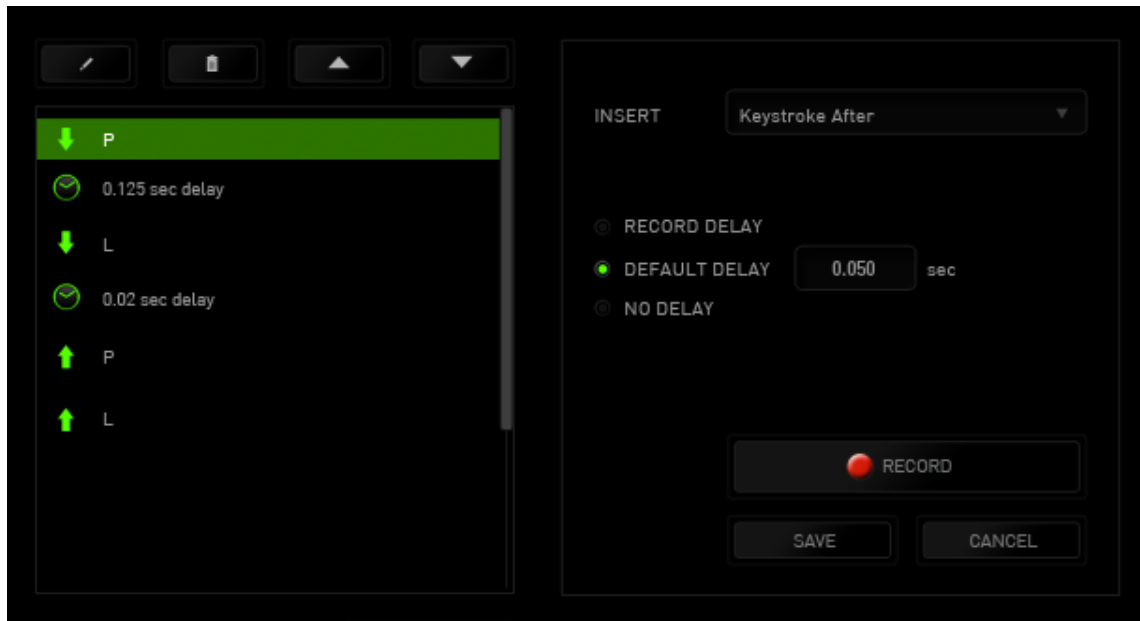 P
0.125 sec delay
L
0.02 sec delay
P
L
INSERT Keystroke After
RECORD DELAY
DEFAULT DELAY 0.050 sec
NO DELAY
RECORD
SAVE CANCEL